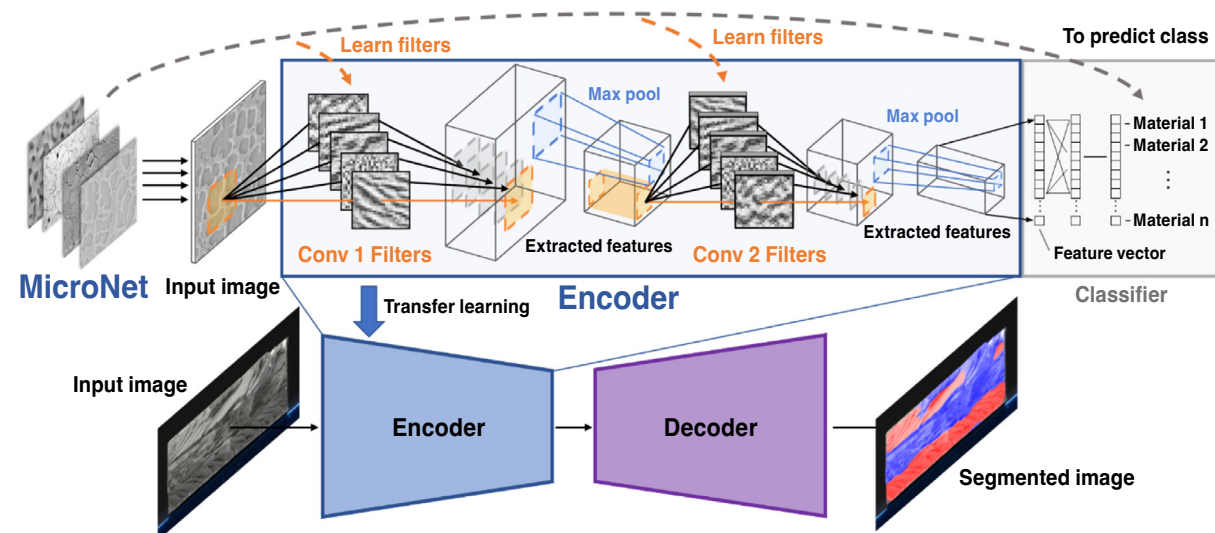 Learn filters
Learn filters
To predict class
Max pool
Max pool
Material 1
Material 2
Material n
Extracted features
Extracted features
Conv 1 Filters
Conv 2 Filters
Feature vector
MicroNet
Input image
Encoder
Classifier
Transfer learning
Input image
Encoder
Decoder
Segmented image